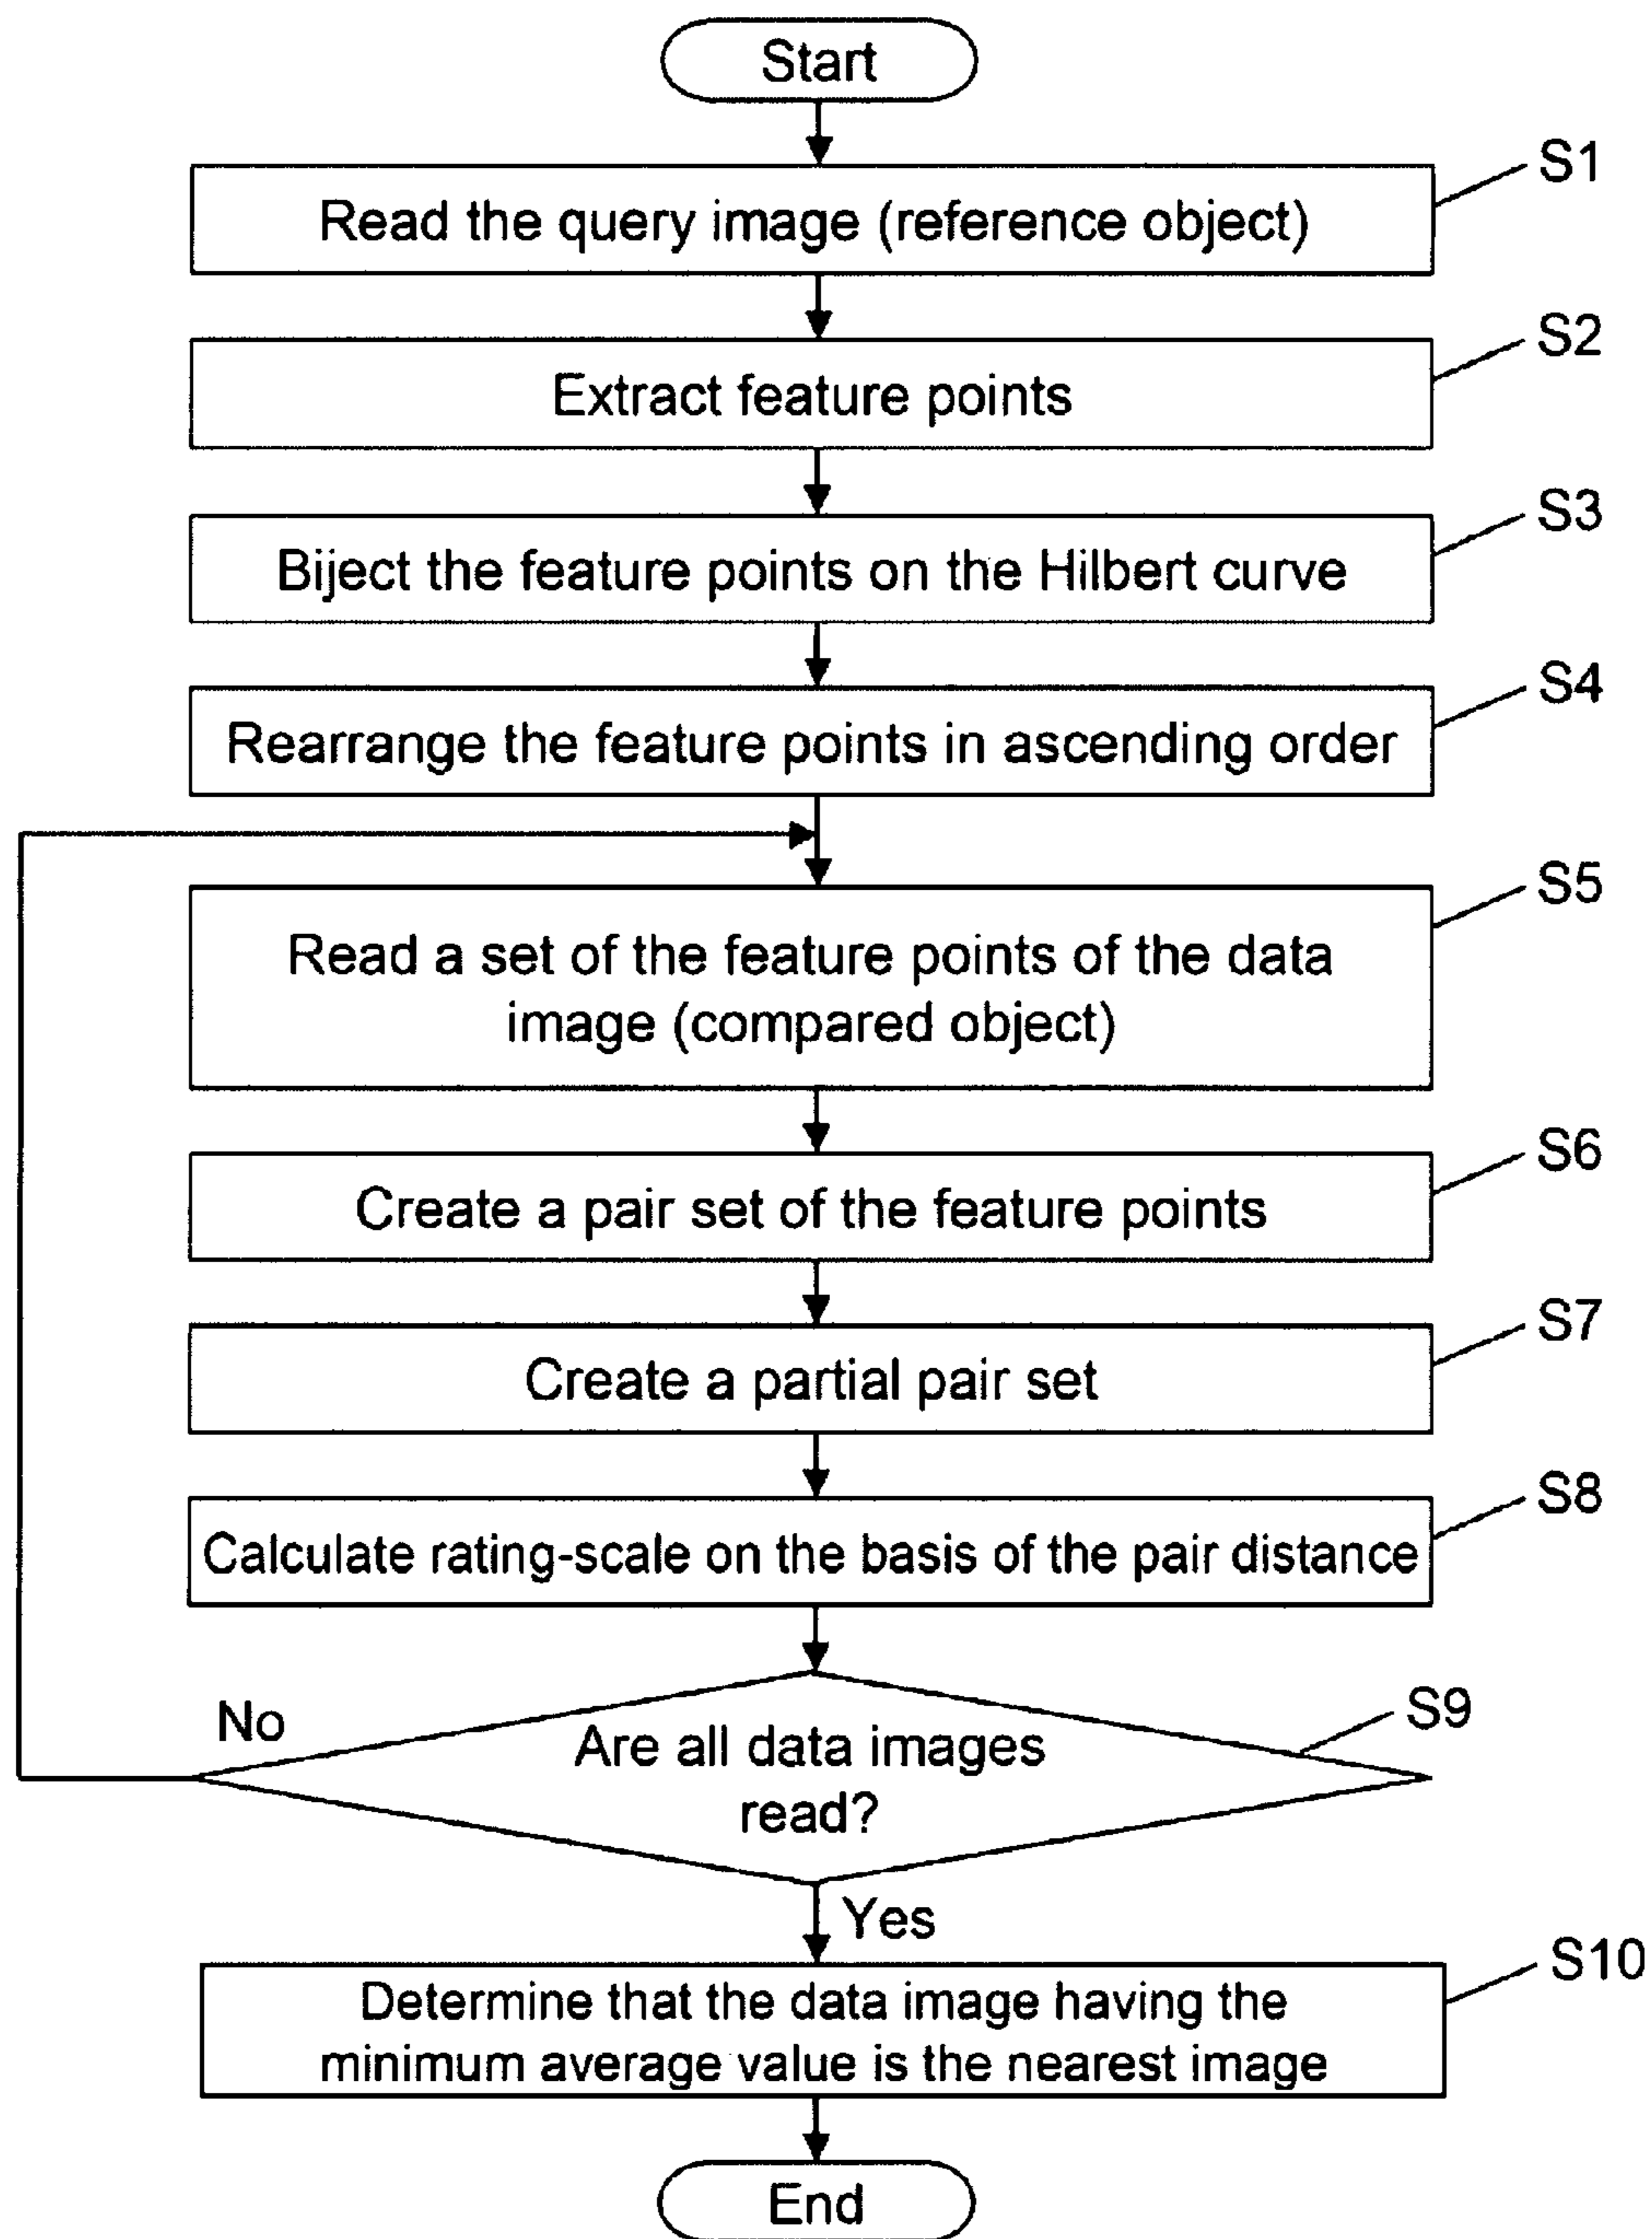 Start
S1
Read the query image (reference object)
S2
Extract feature points
S3
Biject the feature points on the Hilbert curve
S4
Rearrange the feature points in ascending order
S5
Read a set of the feature points of the data
image (compared object)
S6
Create a pair set of the feature points
S7
Create a partial pair set
S8
Calculate rating-scale on the basis of the pair distance
S9
No
Are all data images
read?
Yes
S10
Determine that the data image having the
minimum average value is the nearest image
End